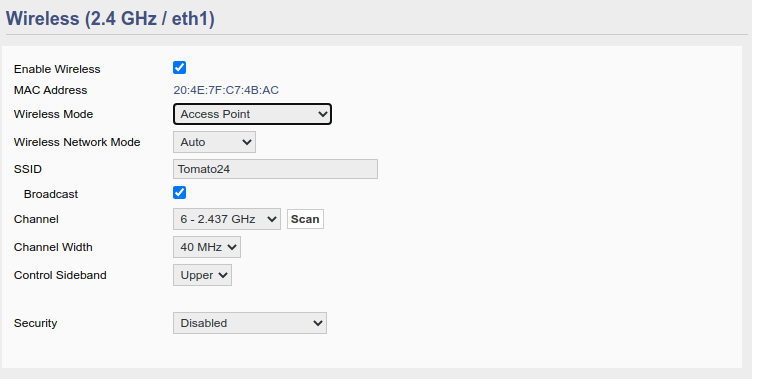 Wireless (2.4 GHz / eth1)
Enable Wireless
MAC Address 20:4E:7F:C7:4B:AC
Wireless Mode Access Point
Wireless Network Mode Auto
SSID Tomato24
Broadcast
Channel 6 - 2.437 GHz Scan
Channel Width 40 MHz
Control Sideband Upper
Security Disabled